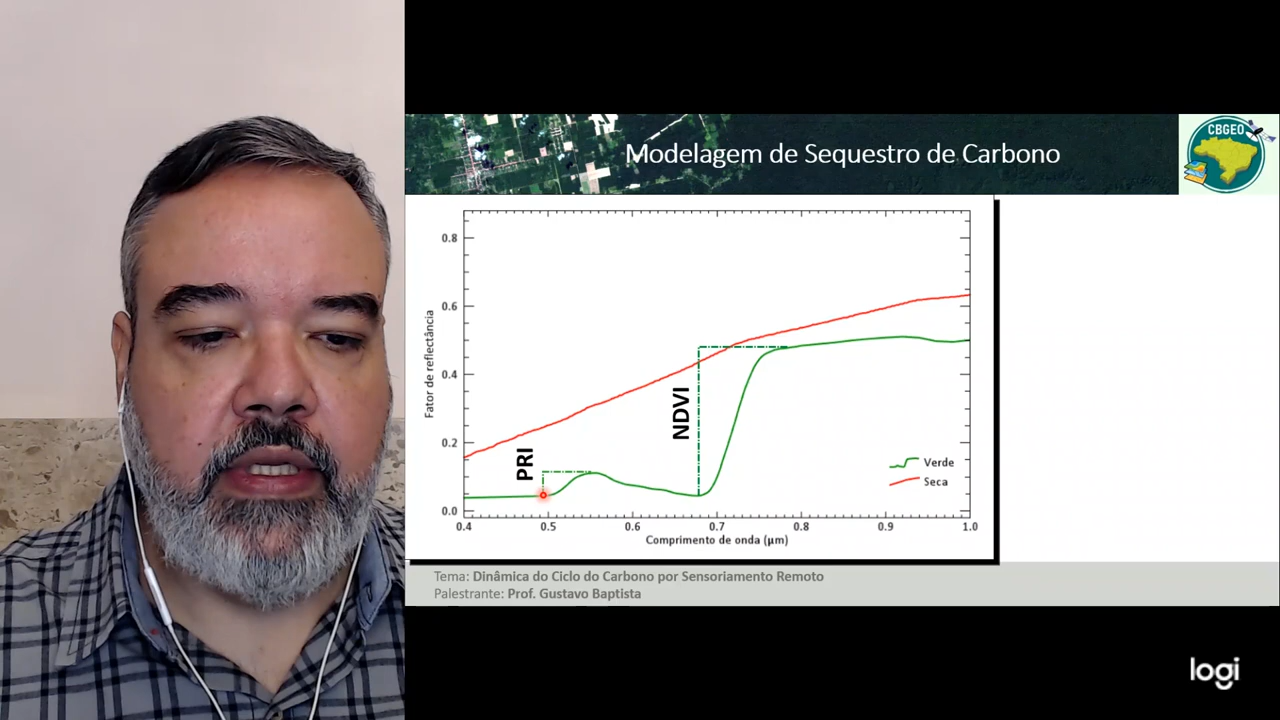 Modelagem de Sequestro de Carbono
CBGEO
0.8
0.6
0.4
0.2
0.0
Fator de reflectância
PRI
NDVI
Verde
Seca
0.4 0.5 0.6 0.7 0.8 0.9 1.0
Comprimento de onda (μm)
Tema: Dinâmica do Ciclo do Carbono por Sensoriamento Remoto
Palestrante: Prof. Gustavo Baptista
logi